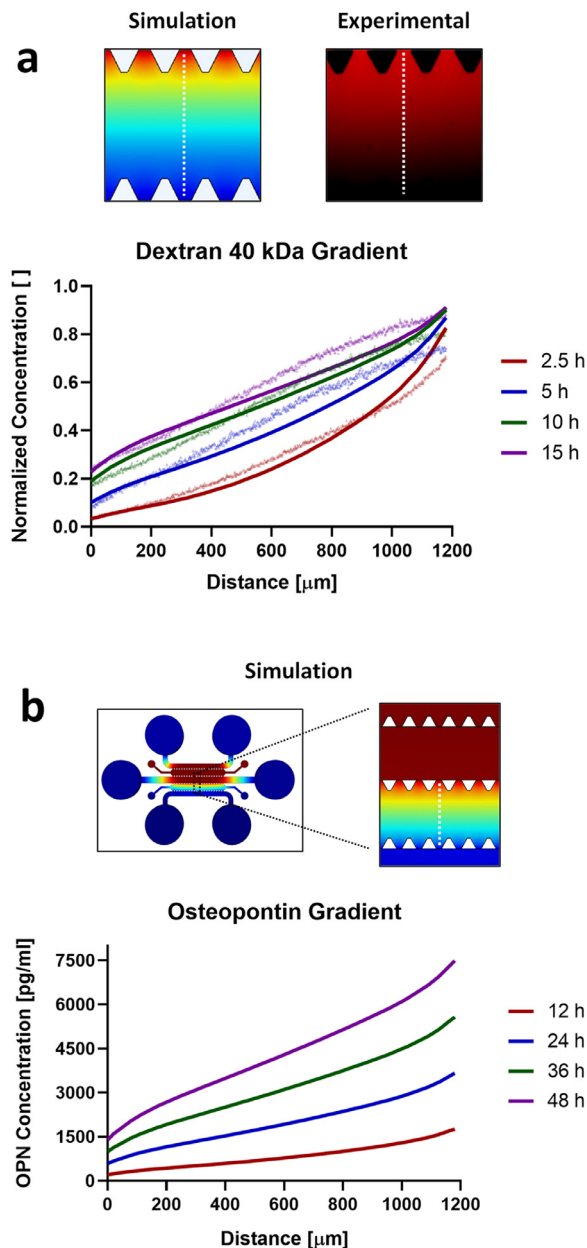 Simulation
Experimental
a
Dextran 40 kDa Gradient
Normalized Concentration [ ]
1.0
0.8
0.6
0.4
0.2
0.0
0 200 400 600 800 1000 1200
Distance [μm]
2.5 h
5 h
10 h
15 h
Simulation
b
Osteopontin Gradient
OPN Concentration [pg/ml]
7500
6000
4500
3000
1500
0
0 200 400 600 800 1000 1200
Distance [μm]
12 h
24 h
36 h
48 h